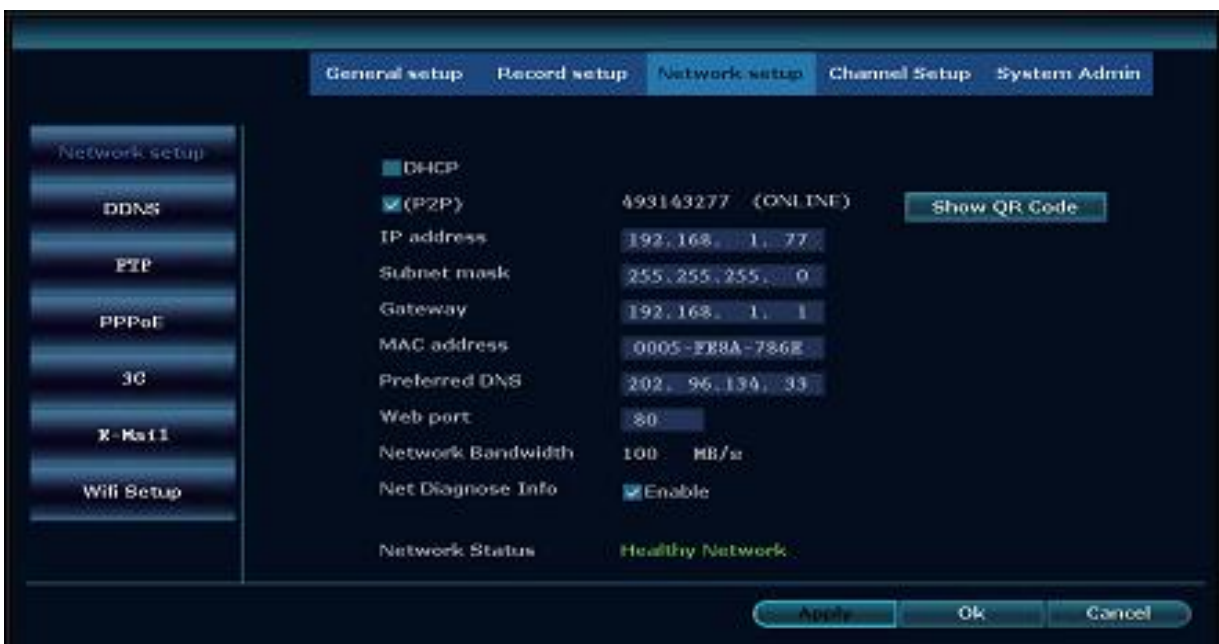 General setup Record setup Network setup Channel Setup System Admin
Network setup
DDNS
FTP
PPPoE
3G
E-Mail
Wifi Setup
DHCP
(P2P) 493143277 (ONLINE) Show QR Code
IP address 192.168. 1. 77
Subnet mask 255.255.255. 0
Gateway 192.168. 1. 1
MAC address 0005-FE8A-786E
Preferred DNS 202. 96.134. 33
Web port 80
Network Bandwidth 100 MB/s
Net Diagnose Info Enable
Network Status Healthy Network
Apply Ok Cancel